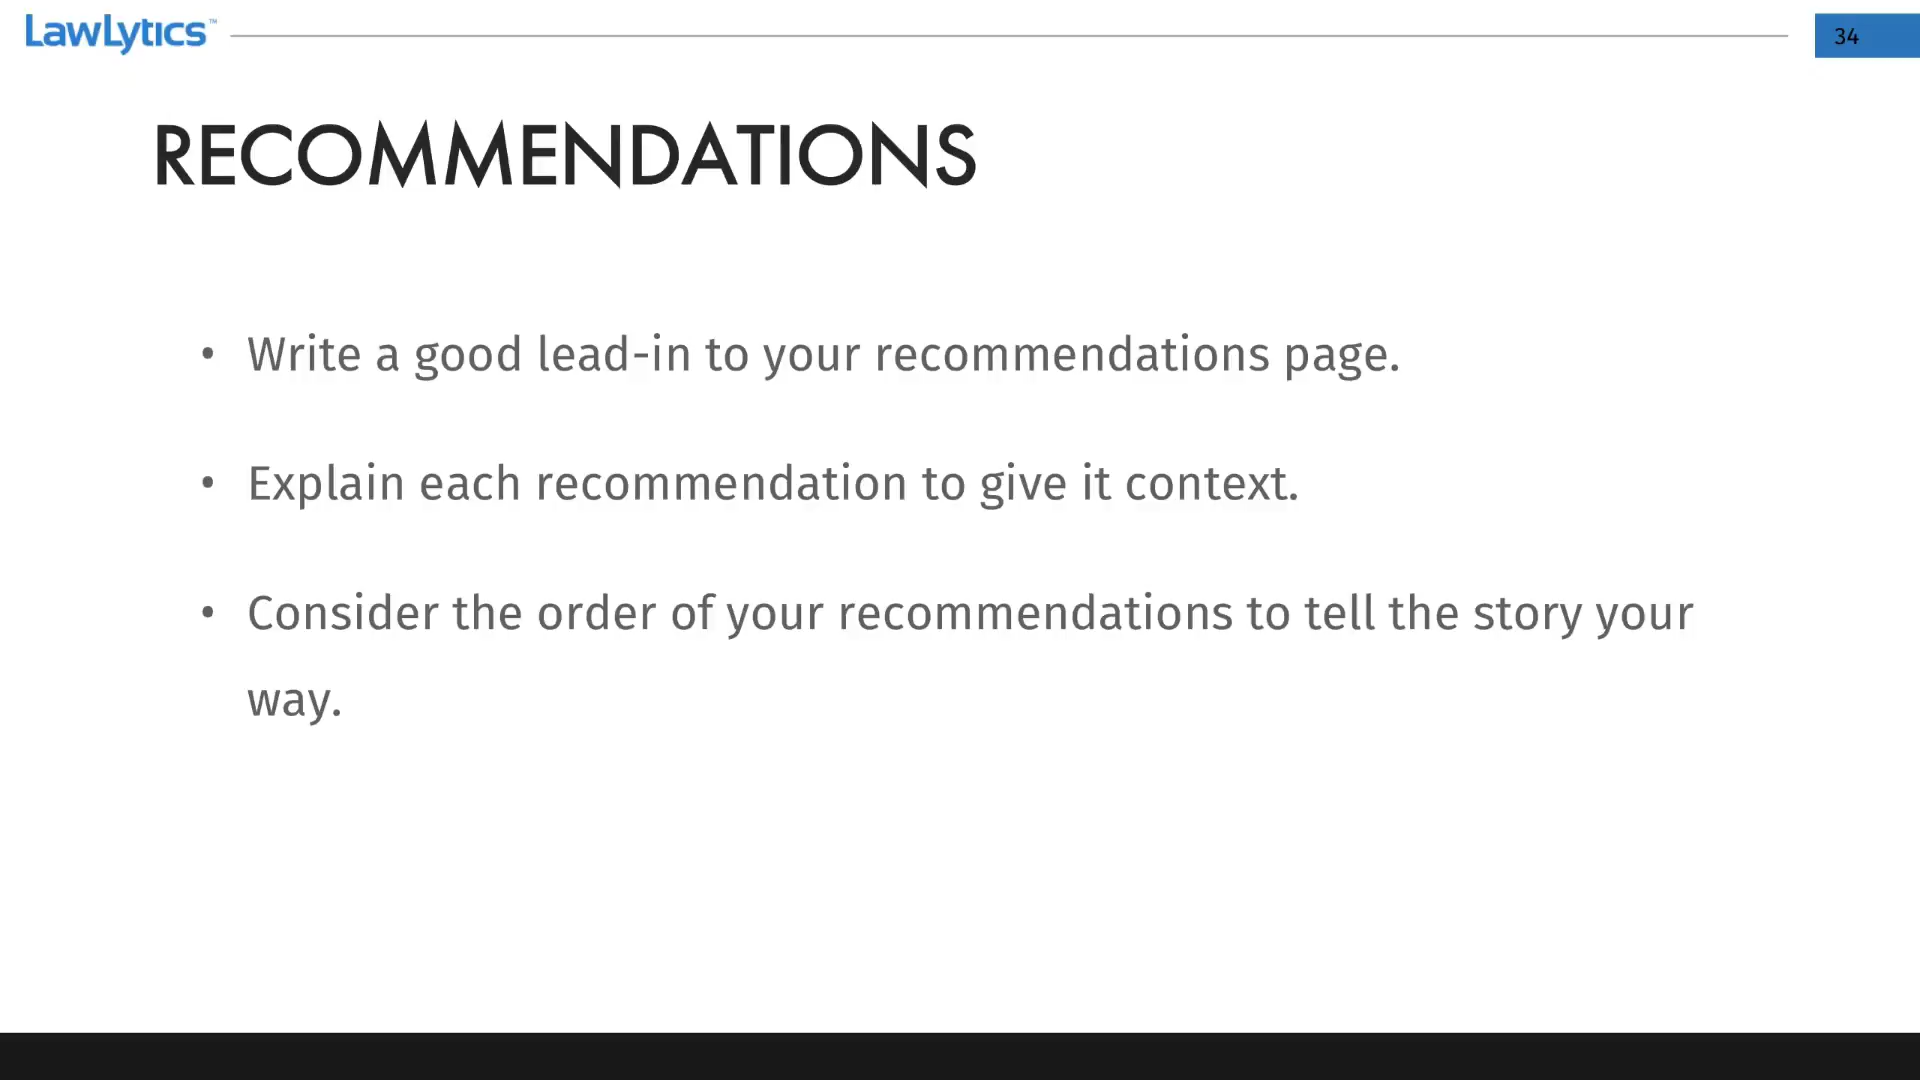 LawLytics™
34
RECOMMENDATIONS
• Write a good lead-in to your recommendations page.
• Explain each recommendation to give it context.
• Consider the order of your recommendations to tell the story your
way.